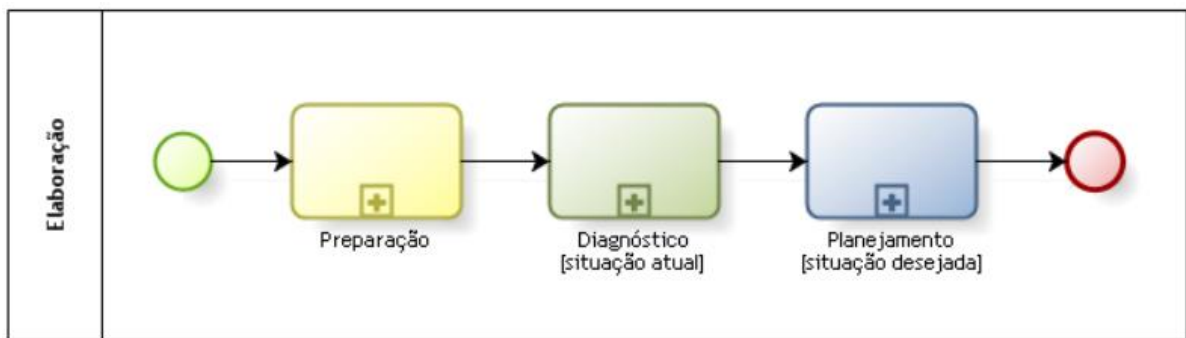 Elaboração
Preparação
Diagnóstico
[situação atual]
Planejamento
[situação desejada]